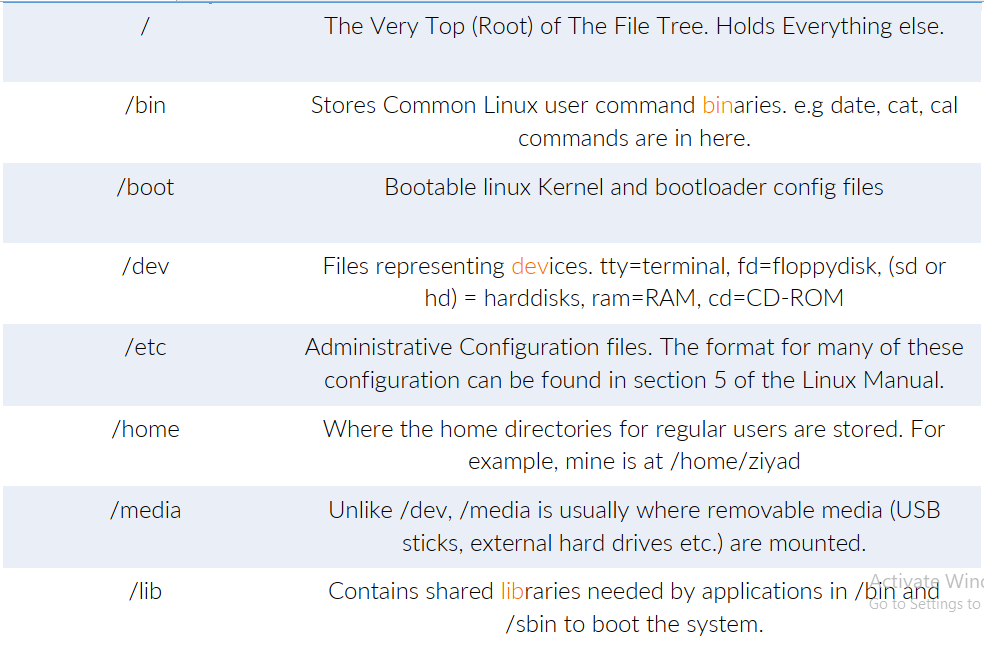 / The Very Top (Root) of The File Tree. Holds Everything else.
/bin Stores Common Linux user command binaries. e.g date, cat, cal
commands are in here.
/boot Bootable linux Kernel and bootloader config files
/dev Files representing devices. tty=terminal, fd=floppydisk, (sd or
hd) = harddisks, ram=RAM, cd=CD-ROM
/etc Administrative Configuration files. The format for many of these
configuration can be found in section 5 of the Linux Manual.
/home Where the home directories for regular users are stored. For
example, mine is at /home/ziyad
/media Unlike /dev, /media is usually where removable media (USB
sticks, external hard drives etc.) are mounted.
/lib Contains shared libraries needed by applications in /bin and
/sbin to boot the system.
Activate Wind
Go to Settings to